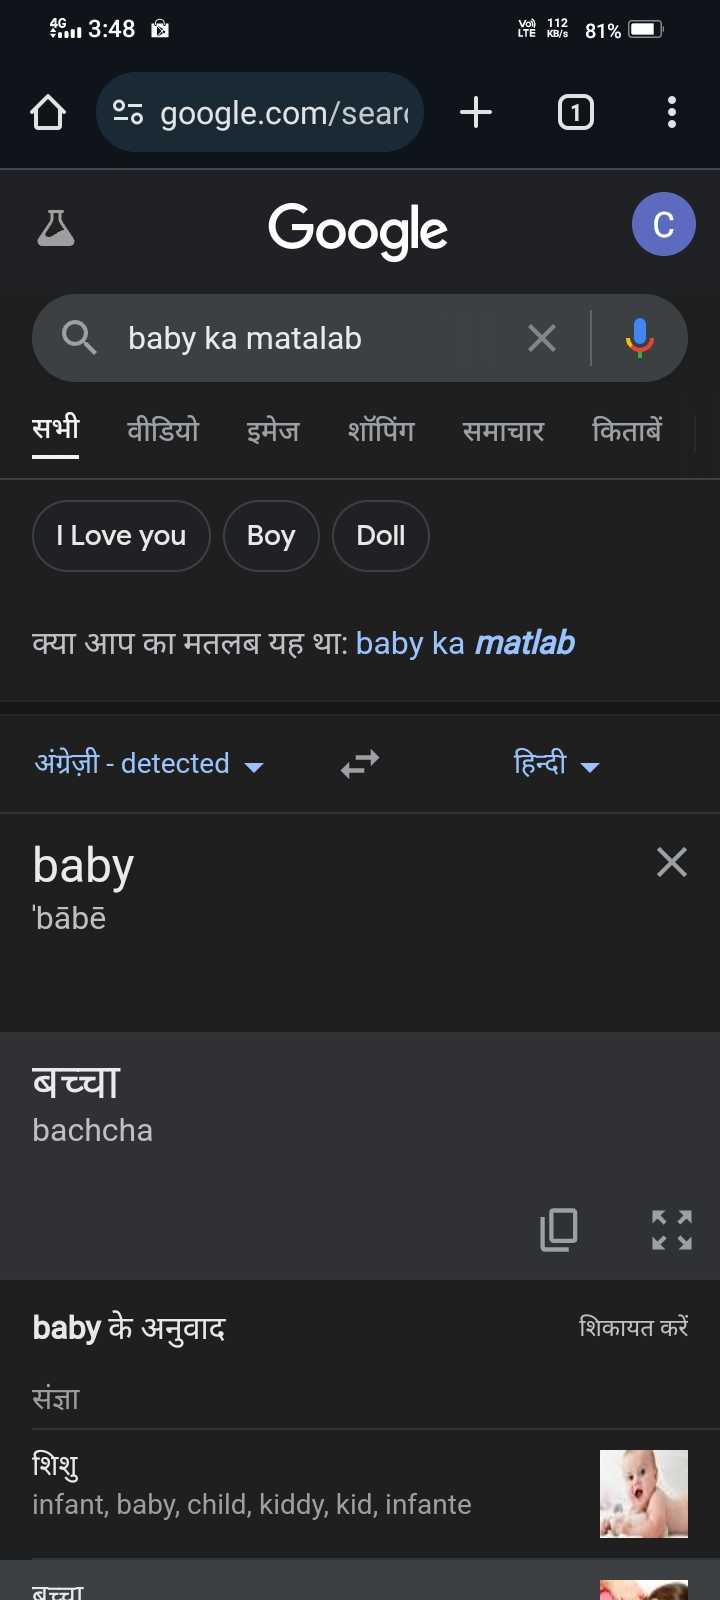 4G 3:48 Vo) LTE 112 KB/s 81%
google.com/sear
1
Google
C
baby ka matalab
सभी वीडियो इमेज शॉपिंग समाचार किताबें
I Love you Boy Doll
क्या आप का मतलब यह था: baby ka matlab
अंग्रेज़ी - detected हिन्दी
baby
ˈbābē
बच्चा
bachcha
baby के अनुवाद शिकायत करें
संज्ञा
शिशु
infant, baby, child, kiddy, kid, infante
बच्चा